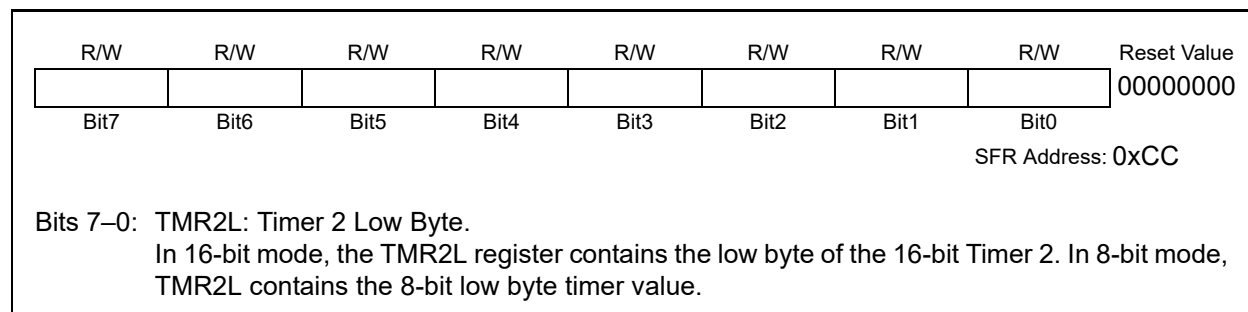 R/W R/W R/W R/W R/W R/W R/W R/W Reset Value
00000000
Bit7 Bit6 Bit5 Bit4 Bit3 Bit2 Bit1 Bit0
SFR Address: 0xCC
Bits 7–0: TMR2L: Timer 2 Low Byte.
In 16-bit mode, the TMR2L register contains the low byte of the 16-bit Timer 2. In 8-bit mode,
TMR2L contains the 8-bit low byte timer value.